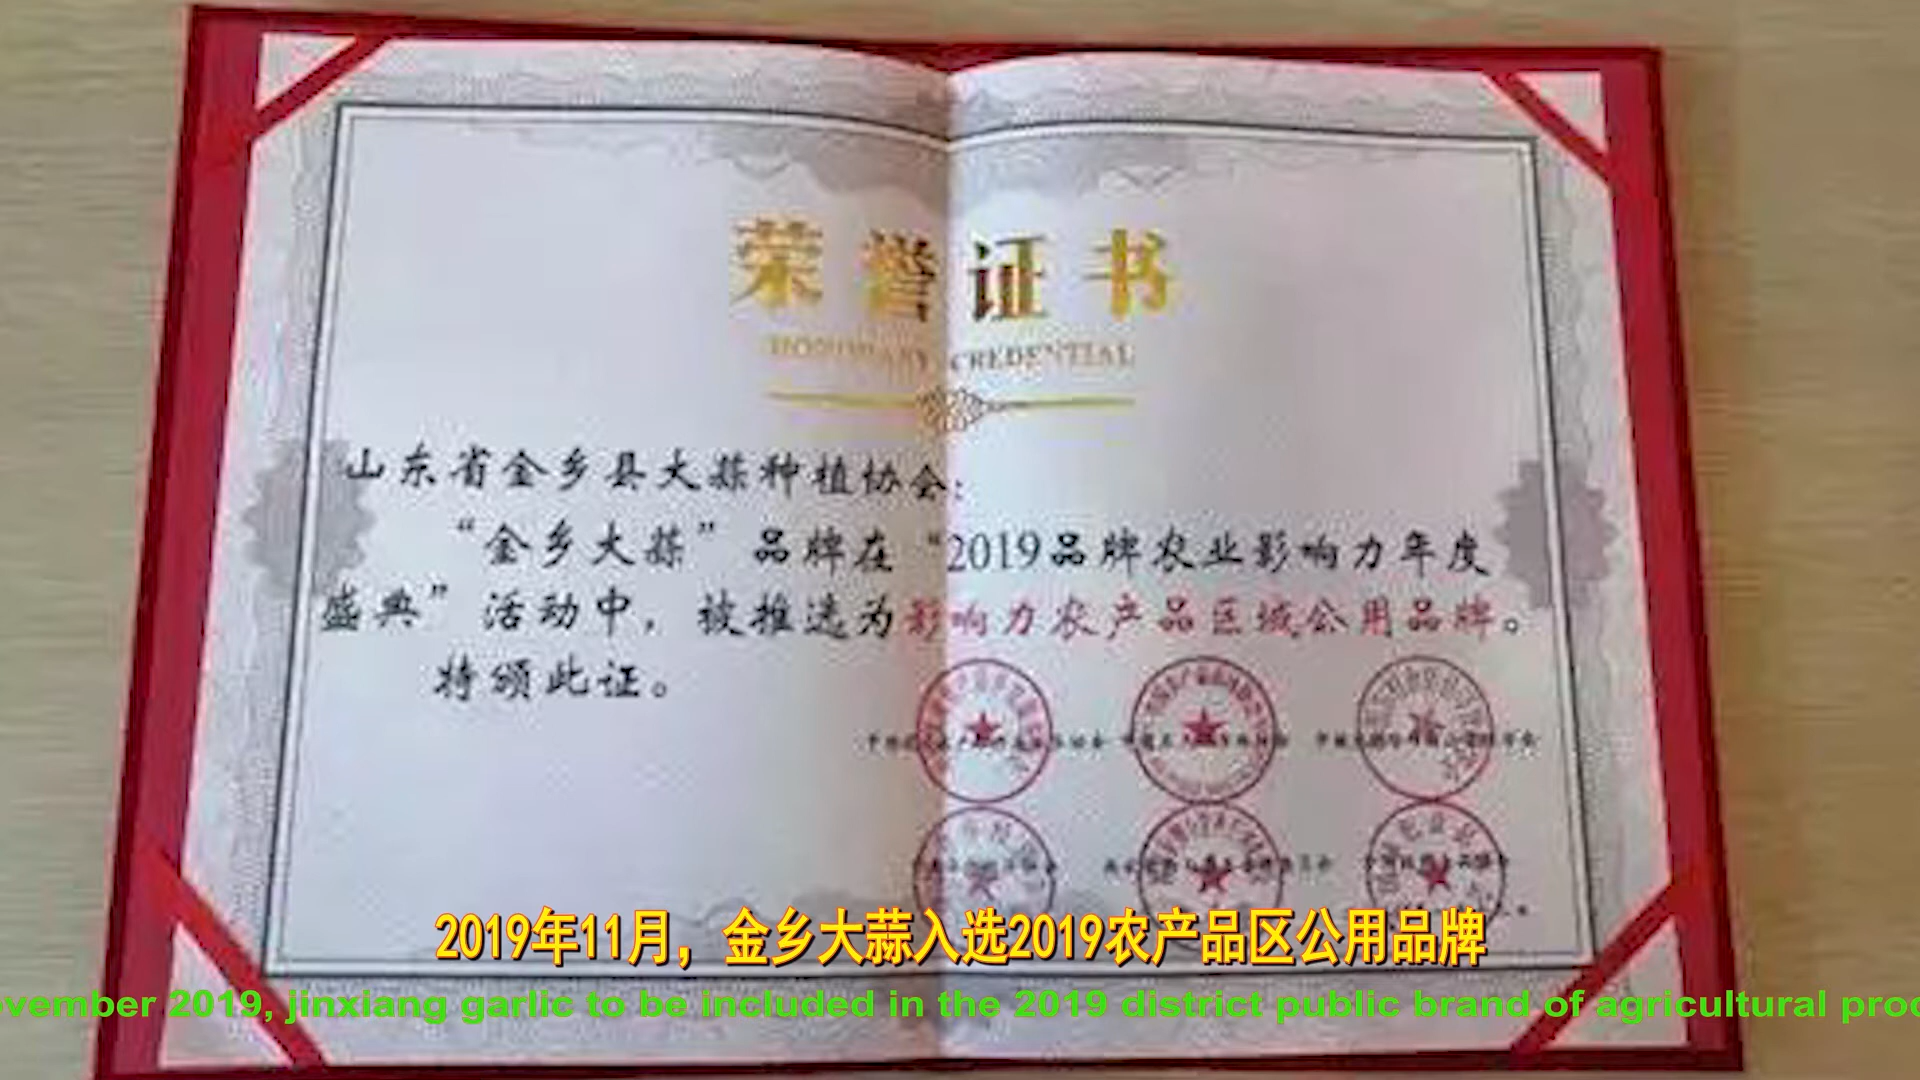 荣誉证书
HONORARY CREDENTIAL
山东省金乡县大蒜种植协会：
“金乡大蒜”品牌在“2019品牌农业影响力年度
盛典”活动中，被推选为影响力农产品区域公用品牌。
特颁此证。
2019年11月，金乡大蒜入选2019农产品区公用品牌
ovember 2019, jinxiang garlic to be included in the 2019 district public brand of agricultural proc